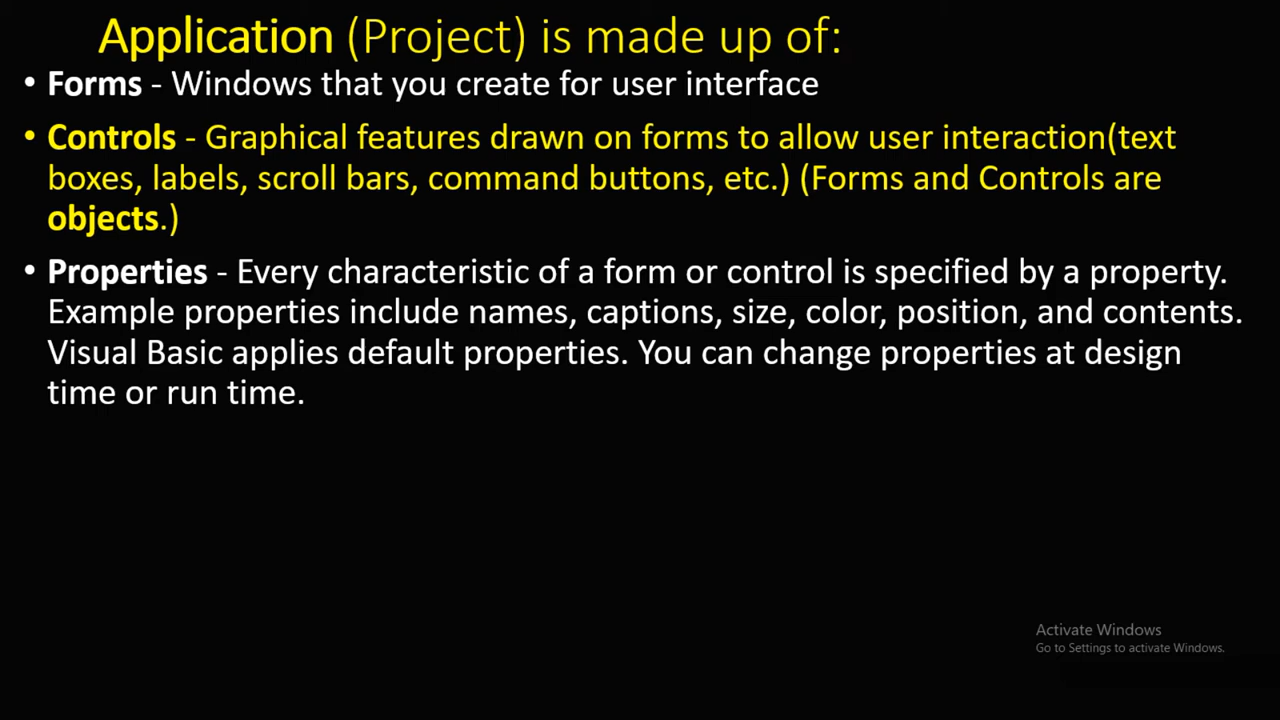 Application (Project) is made up of:
• Forms - Windows that you create for user interface
• Controls - Graphical features drawn on forms to allow user interaction(text
boxes, labels, scroll bars, command buttons, etc.) (Forms and Controls are
objects.)
• Properties - Every characteristic of a form or control is specified by a property.
Example properties include names, captions, size, color, position, and contents.
Visual Basic applies default properties. You can change properties at design
time or run time.
Activate Windows
Go to Settings to activate Windows.